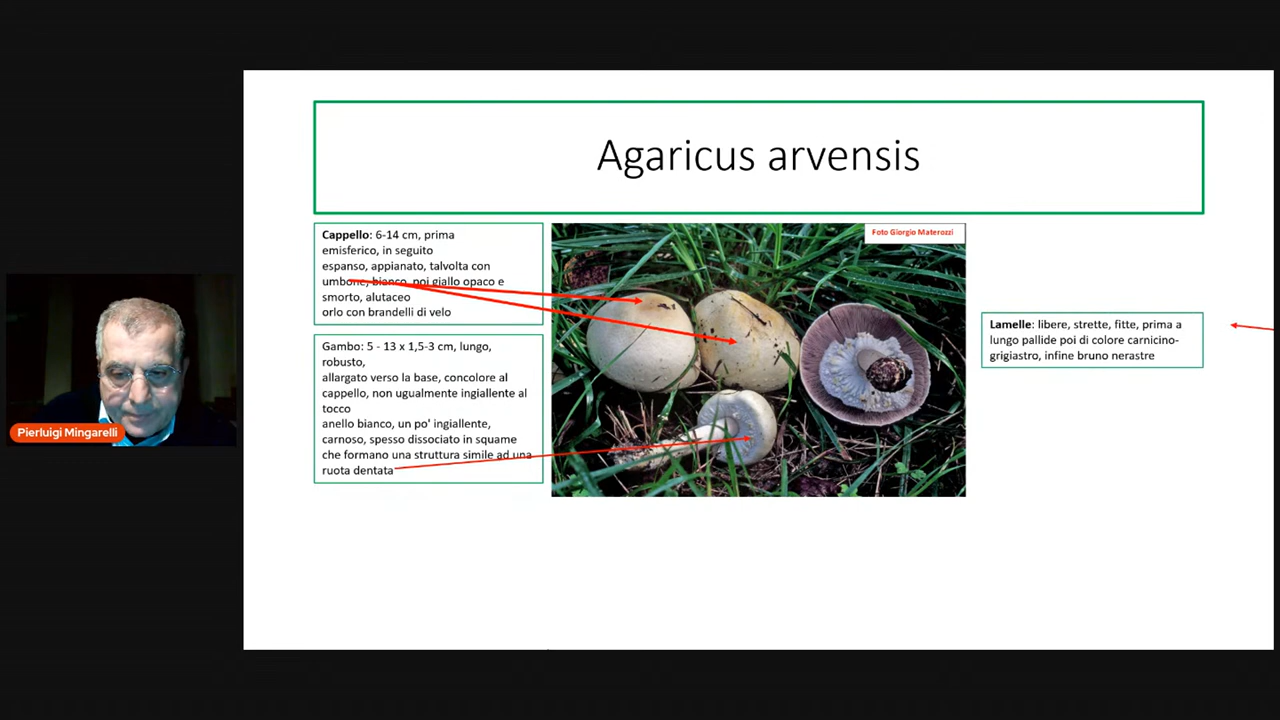 Agaricus arvensis
Cappello: 6-14 cm, prima
emisferico, in seguito
espanso, appianato, talvolta con
umbone, bianco, poi giallo opaco e
smorto, alutaceo
orlo con brandelli di velo
Gambo: 5 - 13 x 1,5-3 cm, lungo,
robusto,
allargato verso la base, concolore al
cappello, non ugualmente ingiallente al
tocco
anello bianco, un po' ingiallente,
carnoso, spesso dissociato in squame
che formano una struttura simile ad una
ruota dentata
Foto Giorgio Materozzi
Lamelle: libere, strette, fitte, prima a
lungo pallide poi di colore carnicino-
grigiastro, infine bruno nerastre
Pierluigi Mingarelli